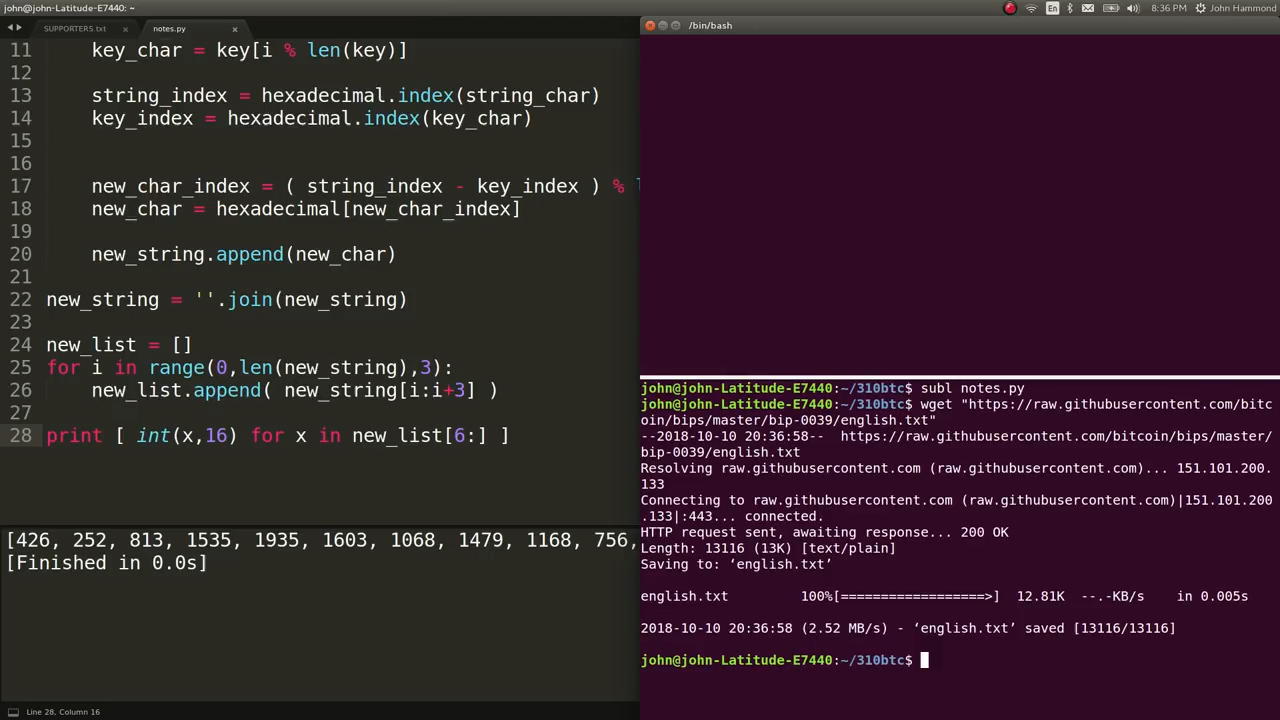 john@john-Latitude-E7440: ~
En
8:36 PM
John Hammond
SUPPORTERS.txt
notes.py
/bin/bash
11 key_char = key[i % len(key)]
12
13 string_index = hexadecimal.index(string_char)
14 key_index = hexadecimal.index(key_char)
15
16
17 new_char_index = ( string_index - key_index ) % l
18 new_char = hexadecimal[new_char_index]
19
20 new_string.append(new_char)
21
22 new_string = ''.join(new_string)
23
24 new_list = []
25 for i in range(0,len(new_string),3):
26 new_list.append( new_string[i:i+3] )
27
28 print [ int(x,16) for x in new_list[6:] ]
[426, 252, 813, 1535, 1935, 1603, 1068, 1479, 1168, 756,
[Finished in 0.0s]
Line 28, Column 16
john@john-Latitude-E7440:~/310btc$ subl notes.py
john@john-Latitude-E7440:~/310btc$ wget "https://raw.githubusercontent.com/bitc
oin/bips/master/bip-0039/english.txt"
--2018-10-10 20:36:58-- https://raw.githubusercontent.com/bitcoin/bips/master/
bip-0039/english.txt
Resolving raw.githubusercontent.com (raw.githubusercontent.com)... 151.101.200.
133
Connecting to raw.githubusercontent.com (raw.githubusercontent.com)|151.101.200
.133|:443... connected.
HTTP request sent, awaiting response... 200 OK
Length: 13116 (13K) [text/plain]
Saving to: ‘english.txt’
english.txt 100%[==================>] 12.81K --.-KB/s in 0.005s
2018-10-10 20:36:58 (2.52 MB/s) - ‘english.txt’ saved [13116/13116]
john@john-Latitude-E7440:~/310btc$